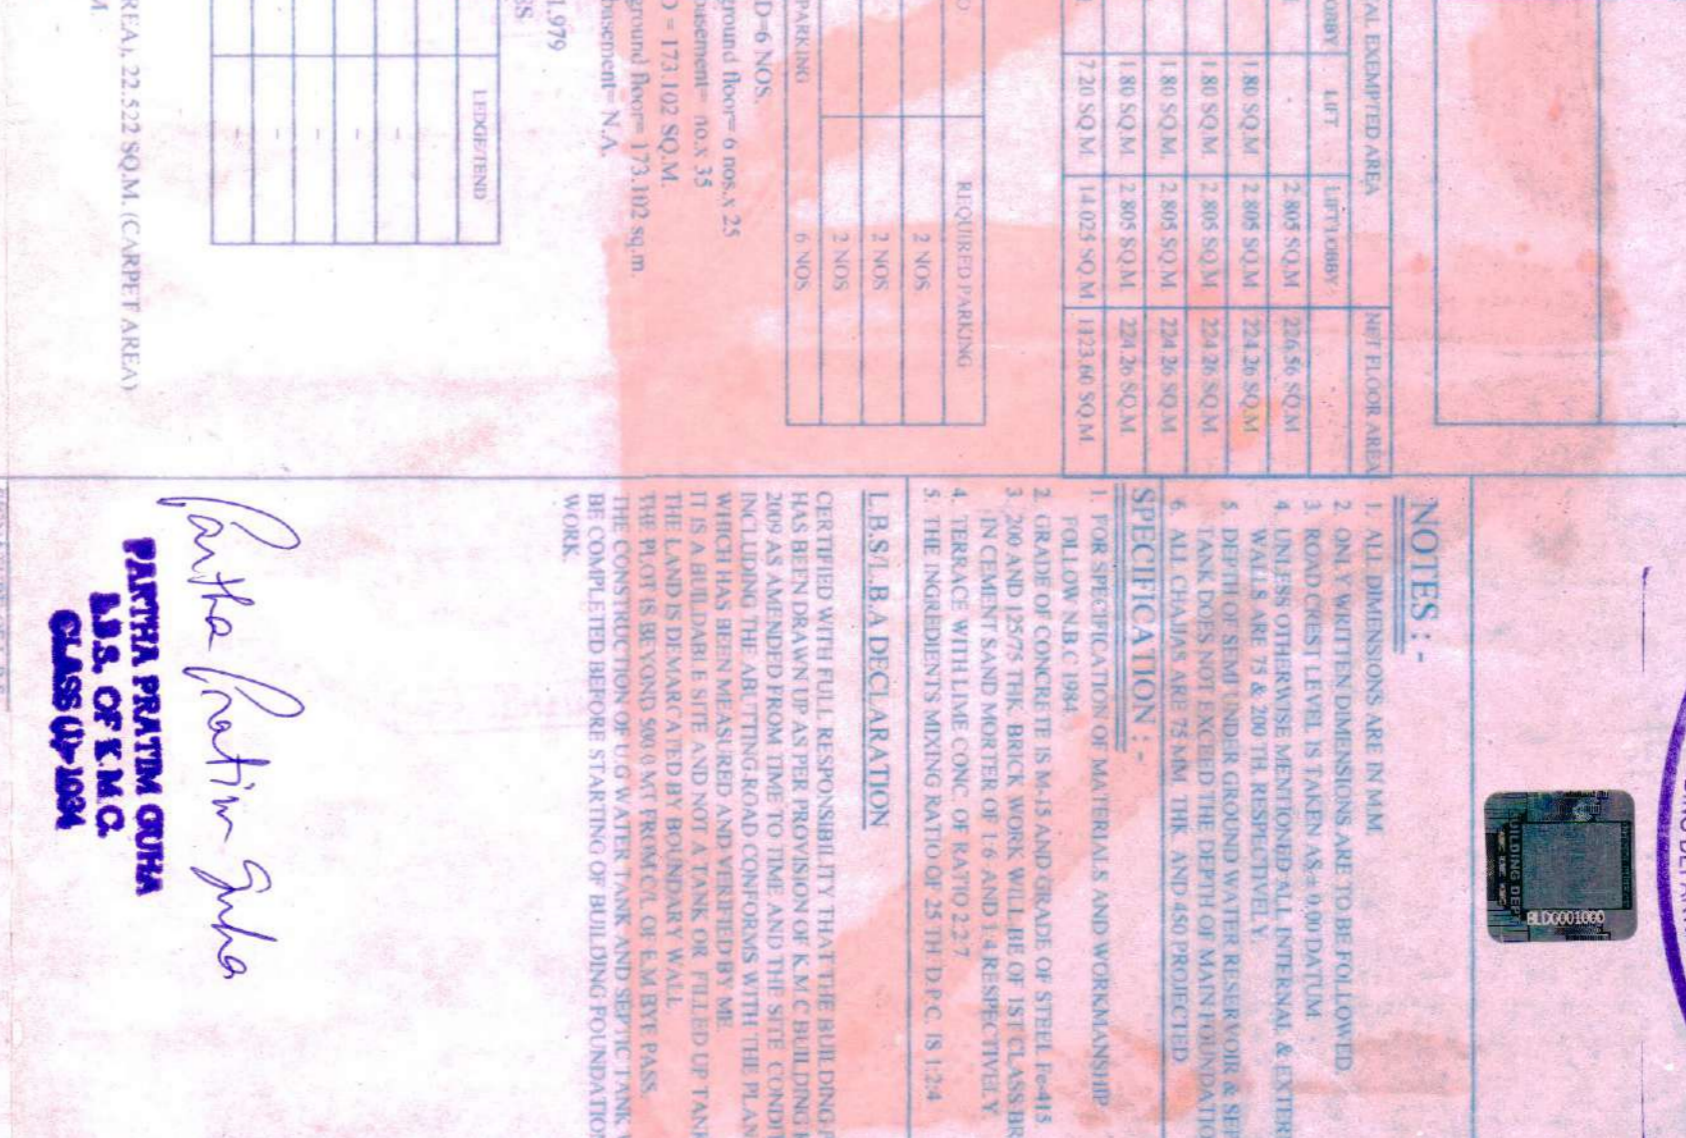 NOTES : -
1. ALL DIMENSIONS ARE IN MM
2. ONLY WRITTEN DIMENSIONS ARE TO BE FOLLOWED.
3. ROAD CREST LEVEL IS TAKEN AS ± 0.00 DATUM
4. UNLESS OTHERWISE MENTIONED ALL INTERNAL & EXTER
WALLS ARE 75 & 200 TH. RESPECTIVELY.
5. DEPTH OF SEMI UNDER GROUND WATER RESERVOIR & SEP
TANK DOES NOT EXCEED THE DEPTH OF MAIN FOUNDATIO
6. ALL CHAJJAS ARE 75 MM. THK. AND 450 PROJECTED
SPECIFICATION : -
1. FOR SPECIFICATION OF MATERIALS AND WORKMANSHIP
FOLLOW N.B.C 1984.
2. GRADE OF CONCRETE IS M-15 AND GRADE OF STEEL Fe-415
3. 200 AND 125/75 THK. BRICK WORK WILL BE OF 1ST CLASS BR
IN CEMENT SAND MORTER OF 1:6 AND 1:4 RESPECTIVELY
4. TERRACE WITH LIME CONC. OF RATIO 2:2:7
5. THE INGREDIENTS MIXING RATIO OF 25 TH D.P.C. IS 1:2:4
L.B.S/L.B.A DECLARATION
CERTIFIED WITH FULL RESPONSIBILITY THAT THE BUILDING P
HAS BEEN DRAWN UP AS PER PROVISION OF K.M.C BUILDING R
2009 AS AMENDED FROM TIME TO TIME AND THE SITE CONDIT
INCLUDING THE ABUTTING ROAD CONFORMS WITH THE PLAN
WHICH HAS BEEN MEASURED AND VERIFIED BY ME.
IT IS A BUILDABLE SITE AND NOT A TANK OR FILLED UP TANK
THE LAND IS DEMARCATED BY BOUNDARY WALL
THE PLOT IS BEYOND 500.0 MT FROM C/L OF E.M BYE PASS.
THE CONSTRUCTION OF U.G WATER TANK AND SEPTIC TANK
BE COMPLETED BEFORE STARTING OF BUILDING FOUNDATIO
WORK.
Partha Pratim Guha
PARTHA PRATIM GUHA
L.B.S. OF K M C.
CLASS (I)- 1034
BUILDING DEP
BLDG001000
TAL EXEMPTED AREA NET FLOOR AREA
OBBY LIFT LIFT LOBBY
- 2.805 SQ.M 226.56 SQ.M
1.80 SQ.M 2.805 SQ.M 224.26 SQ.M
1.80 SQ.M. 2.805 SQ.M 224.26 SQ.M
1.80 SQ.M. 2.805 SQ.M 224.26 SQ.M
1.80 SQ.M. 2.805 SQ.M 224.26 SQ.M.
7.20 SQ.M. 14.025 SQ.M. 1123.60 SQ.M
REQUIRED PARKING
2 NOS.
2 NOS
2 NOS
PARKING 6 NOS
D=6 NOS.
ground floor= 6 nos.x 25
asement= no.x 35
D = 173.102 SQ.M.
ground floor= 173.102 sq.m.
asement= N.A.
1.979
ES
LEDGE/TEND
-
-
-
-
-
REA), 22.522 SQ.M. (CARPET AREA)
M